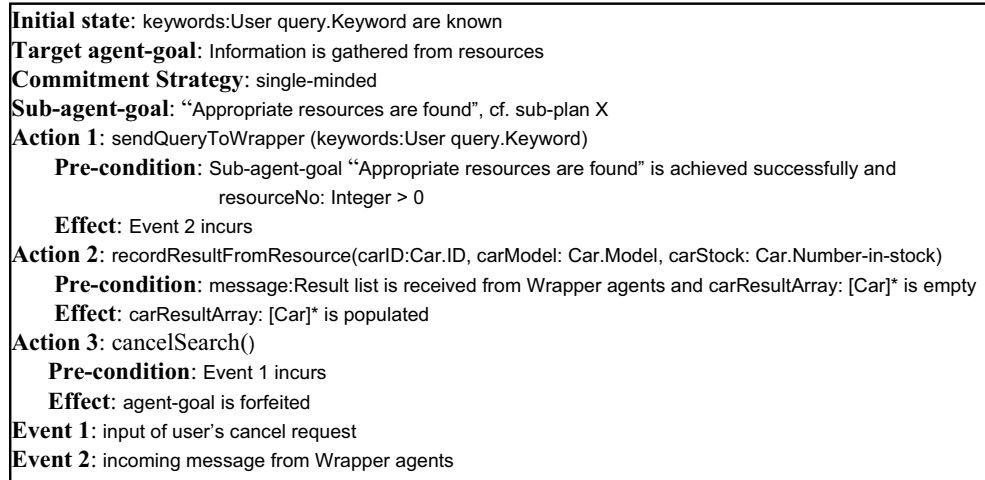 Initial state: keywords:User query.Keyword are known
Target agent-goal: Information is gathered from resources
Commitment Strategy: single-minded
Sub-agent-goal: “Appropriate resources are found”, cf. sub-plan X
Action 1: sendQueryToWrapper (keywords:User query.Keyword)
Pre-condition: Sub-agent-goal “Appropriate resources are found” is achieved successfully and
resourceNo: Integer > 0
Effect: Event 2 incurs
Action 2: recordResultFromResource(carID:Car.ID, carModel: Car.Model, carStock: Car.Number-in-stock)
Pre-condition: message:Result list is received from Wrapper agents and carResultArray: [Car]* is empty
Effect: carResultArray: [Car]* is populated
Action 3: cancelSearch()
Pre-condition: Event 1 incurs
Effect: agent-goal is forfeited
Event 1: input of user’s cancel request
Event 2: incoming message from Wrapper agents